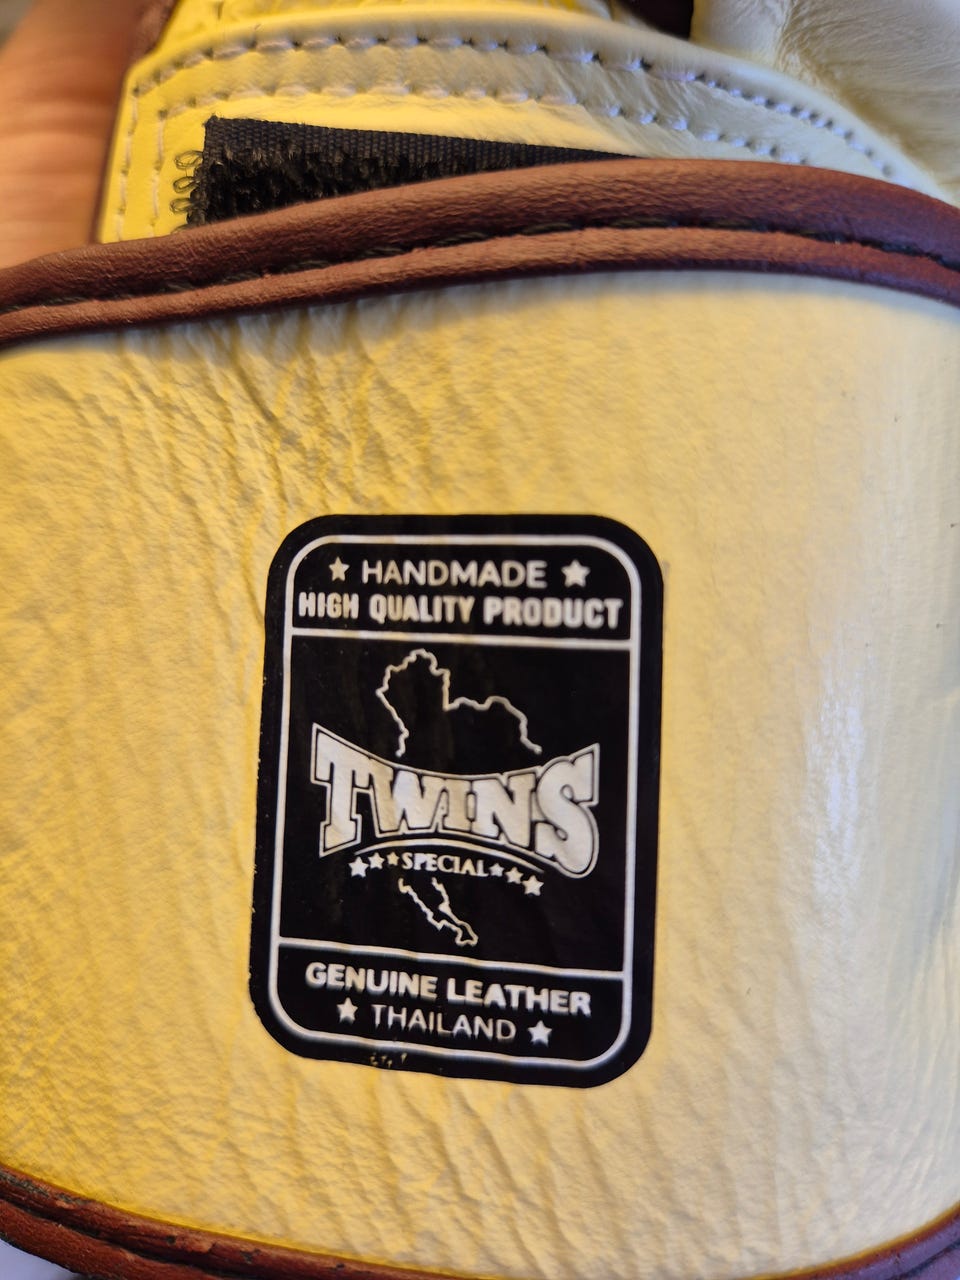 ★ HANDMADE ★
HIGH QUALITY PRODUCT
TWINS
★★★SPECIAL★★★
GENUINE LEATHER
★ THAILAND ★